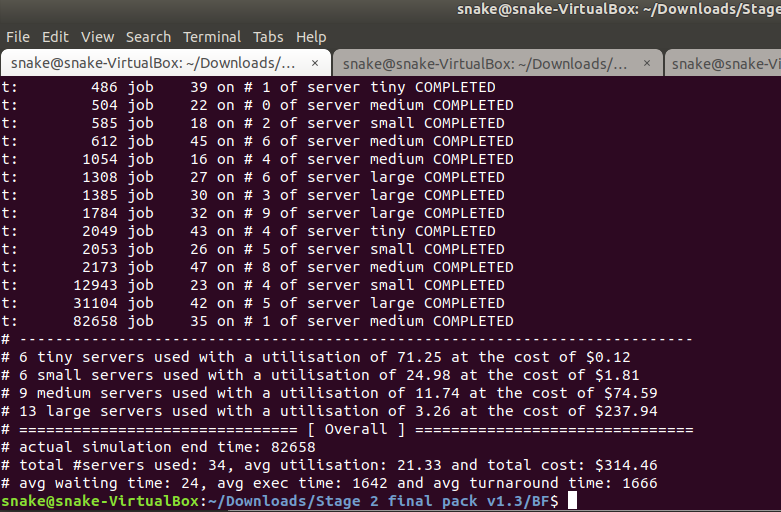 snake@snake-VirtualBox: ~/Downloads/Stage
File Edit View Search Terminal Tabs Help
snake@snake-VirtualBox: ~/Downloads/... × snake@snake-VirtualBox: ~/Downloads/... × snake@snake-Vi
t: 486 job 39 on # 1 of server tiny COMPLETED
t: 504 job 22 on # 0 of server medium COMPLETED
t: 585 job 18 on # 2 of server small COMPLETED
t: 612 job 45 on # 6 of server medium COMPLETED
t: 1054 job 16 on # 4 of server medium COMPLETED
t: 1308 job 27 on # 6 of server large COMPLETED
t: 1385 job 30 on # 3 of server large COMPLETED
t: 1784 job 32 on # 9 of server large COMPLETED
t: 2049 job 43 on # 4 of server tiny COMPLETED
t: 2053 job 26 on # 5 of server small COMPLETED
t: 2173 job 47 on # 8 of server medium COMPLETED
t: 12943 job 23 on # 4 of server small COMPLETED
t: 31104 job 42 on # 5 of server large COMPLETED
t: 82658 job 35 on # 1 of server medium COMPLETED
# ---------------------------------------------------------------------------
# 6 tiny servers used with a utilisation of 71.25 at the cost of $0.12
# 6 small servers used with a utilisation of 24.98 at the cost of $1.81
# 9 medium servers used with a utilisation of 11.74 at the cost of $74.59
# 13 large servers used with a utilisation of 3.26 at the cost of $237.94
# =============================== [ Overall ] ===============================
# actual simulation end time: 82658
# total #servers used: 34, avg utilisation: 21.33 and total cost: $314.46
# avg waiting time: 24, avg exec time: 1642 and avg turnaround time: 1666
snake@snake-VirtualBox:~/Downloads/Stage 2 final pack v1.3/BF$